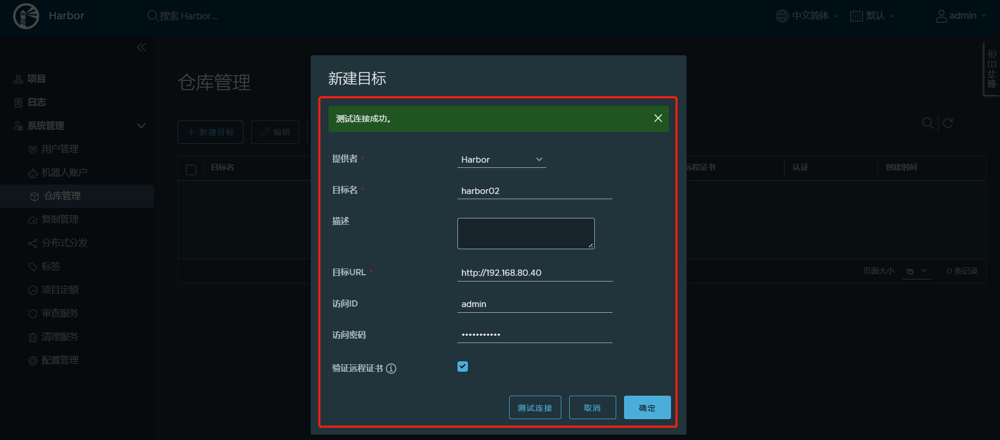 Harbor
搜索 Harbor...
中文简体
默认
admin
事件日志
项目
日志
系统管理
用户管理
机器人账户
仓库管理
复制管理
分布式分发
标签
项目定额
审查服务
清理服务
配置管理
仓库管理
新建目标
编辑
目标名
远程证书
认证
创建时间
页面大小 15
0 条记录
新建目标
测试连接成功。
提供者 *
Harbor
目标名 *
harbor02
描述
目标URL *
http://192.168.80.40
访问ID
admin
访问密码
•••••••••••
验证远程证书
测试连接
取消
确定